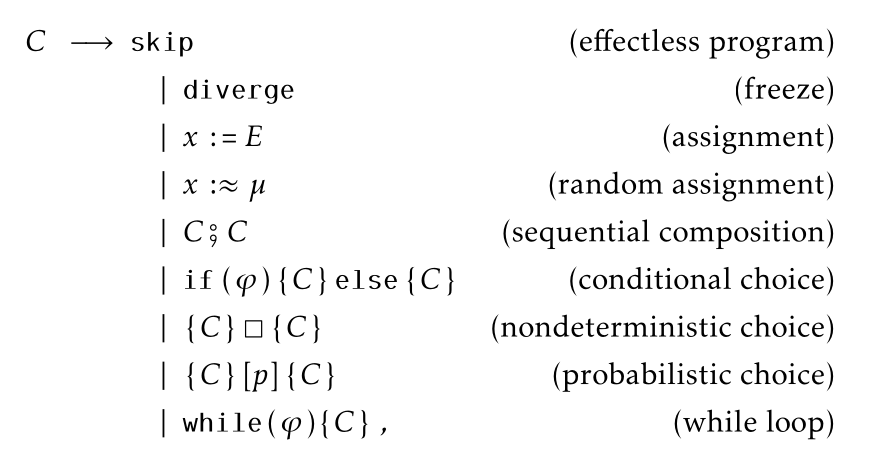 C ⟶ skip (effectless program)
| diverge (freeze)
| x := E (assignment)
| x :≈ μ (random assignment)
| C ⨟ C (sequential composition)
| if (φ) {C} else {C} (conditional choice)
| {C} □ {C} (nondeterministic choice)
| {C} [p] {C} (probabilistic choice)
| while (φ) {C} , (while loop)